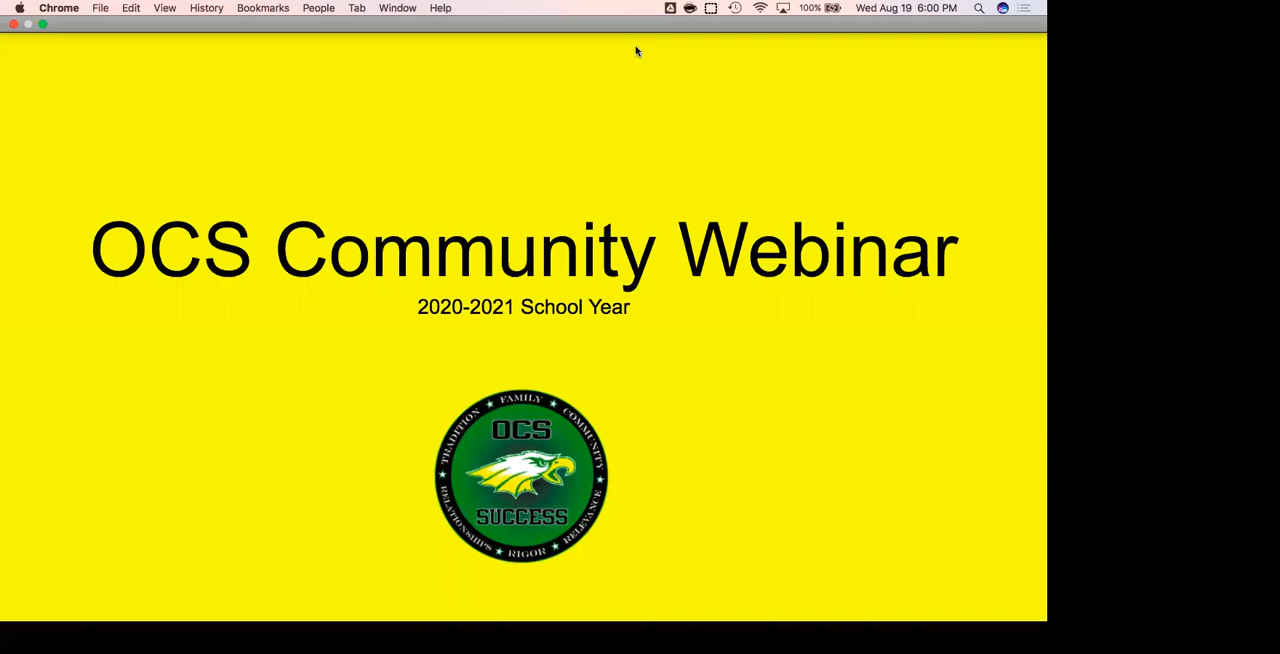 Chrome File Edit View History Bookmarks People Tab Window Help 100% Wed Aug 19 6:00 PM
OCS Community Webinar
2020-2021 School Year
TRADITION ★ FAMILY ★ COMMUNITY
OCS
SUCCESS
★ RELATIONSHIPS ★ RIGOR ★ RELEVANCE ★